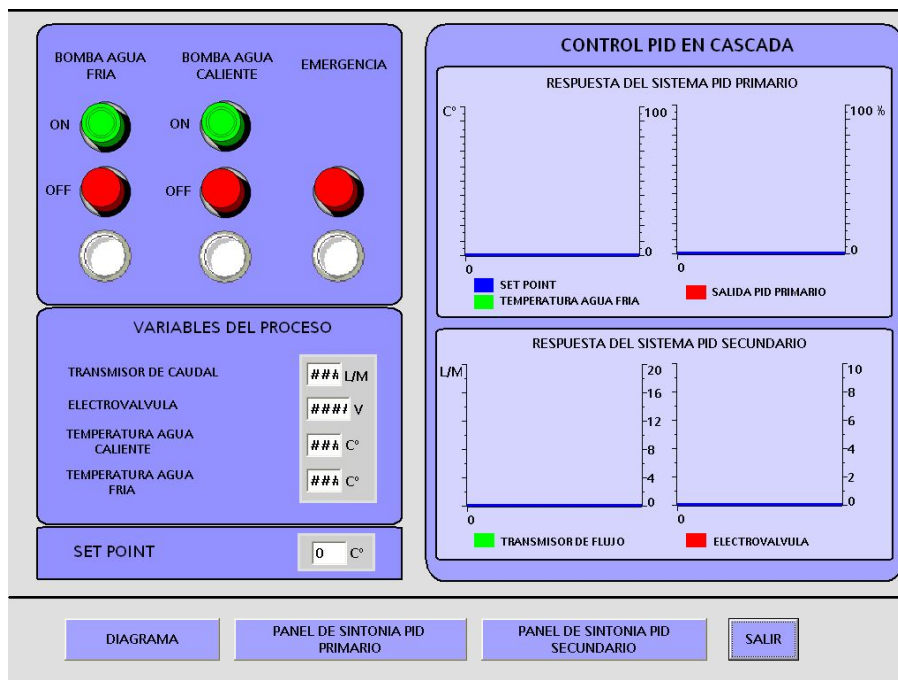 BOMBA AGUA
FRIA
BOMBA AGUA
CALIENTE
EMERGENCIA
ON
ON
OFF
OFF
VARIABLES DEL PROCESO
TRANSMISOR DE CAUDAL
L/M
ELECTROVALVULA
V
TEMPERATURA AGUA
CALIENTE
C°
TEMPERATURA AGUA
FRIA
C°
SET POINT
0 C°
CONTROL PID EN CASCADA
RESPUESTA DEL SISTEMA PID PRIMARIO
C°
100
0
0
SET POINT
TEMPERATURA AGUA FRIA
100 %
0
0
SALIDA PID PRIMARIO
RESPUESTA DEL SISTEMA PID SECUNDARIO
L/M
20
16
12
8
4
0
0
TRANSMISOR DE FLUJO
10
8
6
4
2
0
0
ELECTROVALVULA
DIAGRAMA
PANEL DE SINTONIA PID
PRIMARIO
PANEL DE SINTONIA PID
SECUNDARIO
SALIR